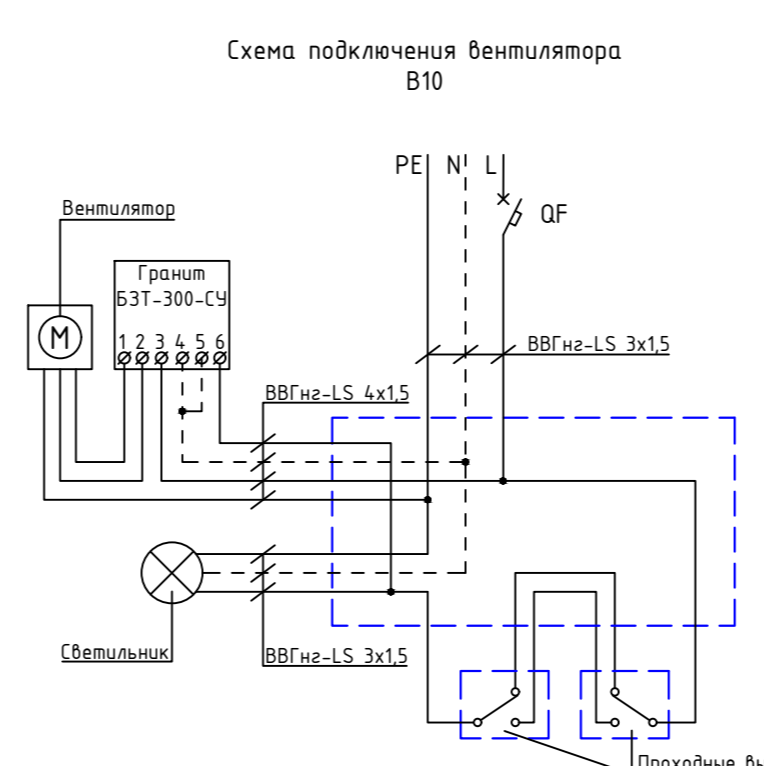 Схема подключения вентилятора
В10
PE N L
QF
Вентилятор
Гранит
БЗТ-300-СУ
1 2 3 4 5 6
M
ВВГнг-LS 3х1,5
ВВГнг-LS 4х1,5
Светильник
ВВГнг-LS 3х1,5
Проходные вы